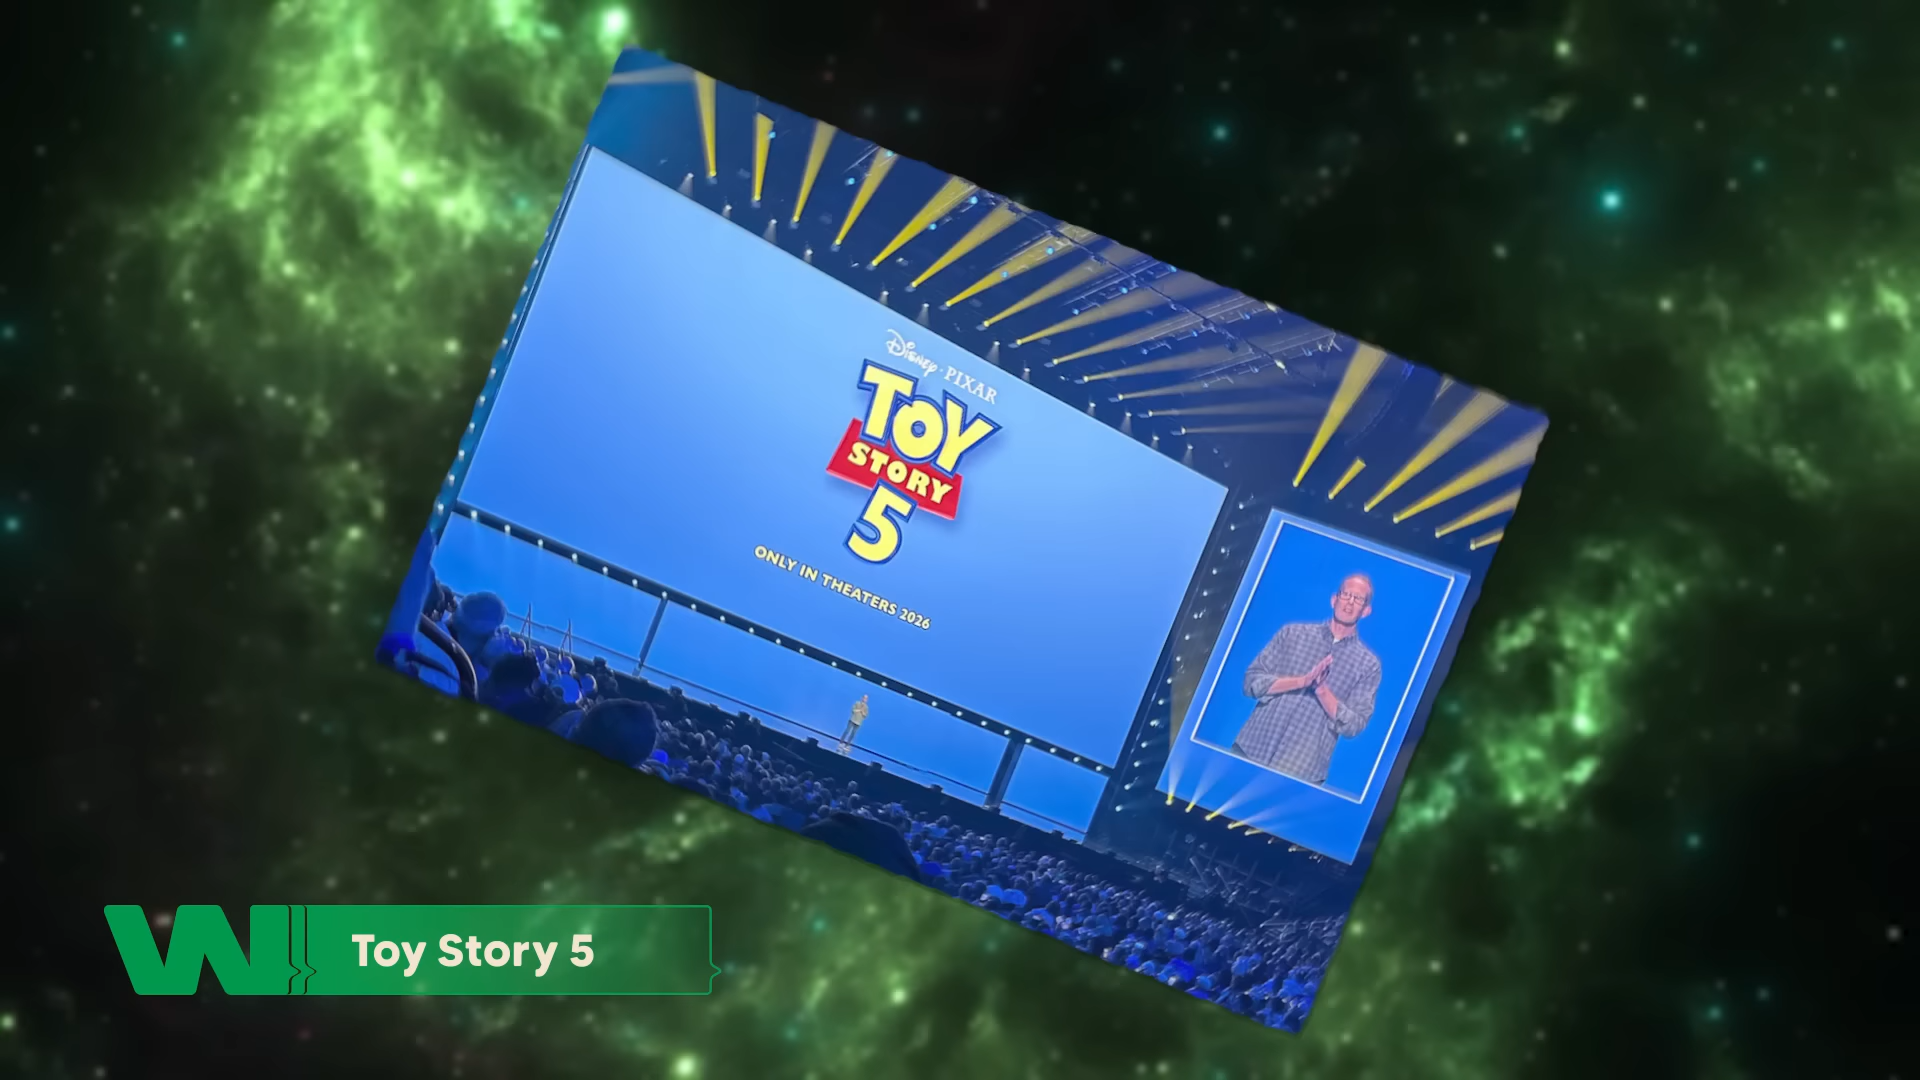 Disney · PIXAR
TOY
STORY
5
ONLY IN THEATERS 2026
W
Toy Story 5